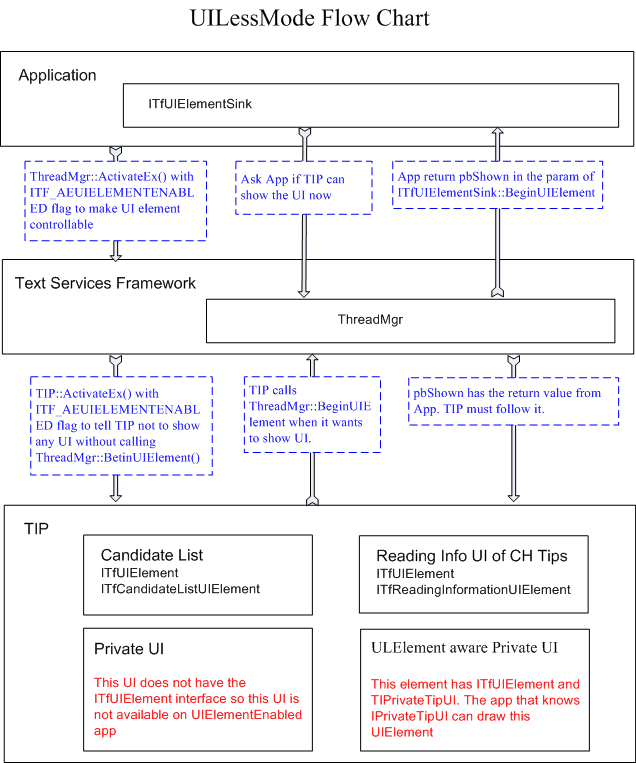 UILessMode Flow Chart
Application
ITfUIElementSink
ThreadMgr::ActivateEx() with
ITF_AEUIELEMENTENABL
ED flag to make UI element
controllable
Ask App if TIP can
show the UI now
App return pbShown in the param of
ITfUIElementSink::BeginUIElement
Text Services Framework
ThreadMgr
TIP::ActivateEx() with
ITF_AEUIELEMENTENABL
ED flag to tell TIP not to show
any UI without calling
ThreadMgr::BetinUIElement()
TIP calls
ThreadMgr::BeginUIE
lement when it wants
to show UI.
pbShown has the return value from
App. TIP must follow it.
TIP
Candidate List
ITfUIElement
ITfCandidateListUIElement
Reading Info UI of CH Tips
ITfUIElement
ITfReadingInformationUIElement
Private UI
This UI does not have the
ITfUIElement interface so this UI is
not available on UIElementEnabled
app
ULElement aware Private UI
This element has ITfUIElement and
TIPrivateTipUI. The app that knows
IPrivateTipUI can draw this
UIElement